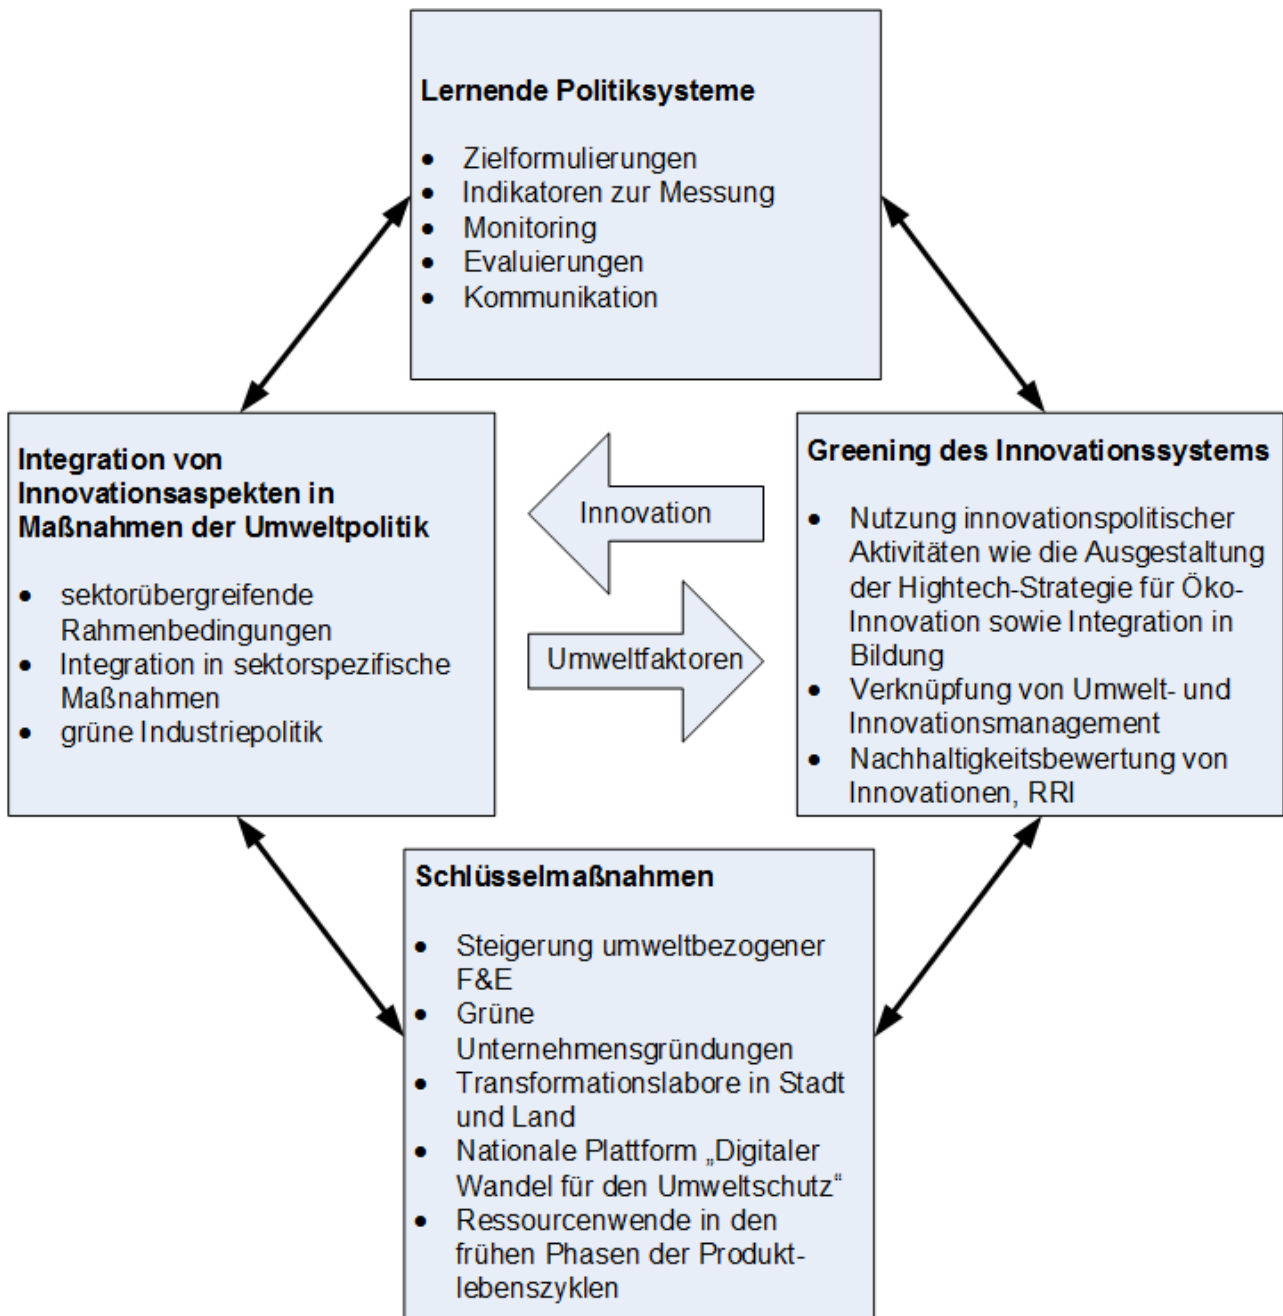 Lernende Politiksysteme
• Zielformulierungen
• Indikatoren zur Messung
• Monitoring
• Evaluierungen
• Kommunikation
Integration von
Innovationsaspekten in
Maßnahmen der Umweltpolitik
• sektorübergreifende
Rahmenbedingungen
• Integration in sektorspezifische
Maßnahmen
• grüne Industriepolitik
Innovation
Umweltfaktoren
Greening des Innovationssystems
• Nutzung innovationspolitischer
Aktivitäten wie die Ausgestaltung
der Hightech-Strategie für Öko-
Innovation sowie Integration in
Bildung
• Verknüpfung von Umwelt- und
Innovationsmanagement
• Nachhaltigkeitsbewertung von
Innovationen, RRI
Schlüsselmaßnahmen
• Steigerung umweltbezogener
F&E
• Grüne
Unternehmensgründungen
• Transformationslabore in Stadt
und Land
• Nationale Plattform „Digitaler
Wandel für den Umweltschutz“
• Ressourcenwende in den
frühen Phasen der Produkt-
lebenszyklen